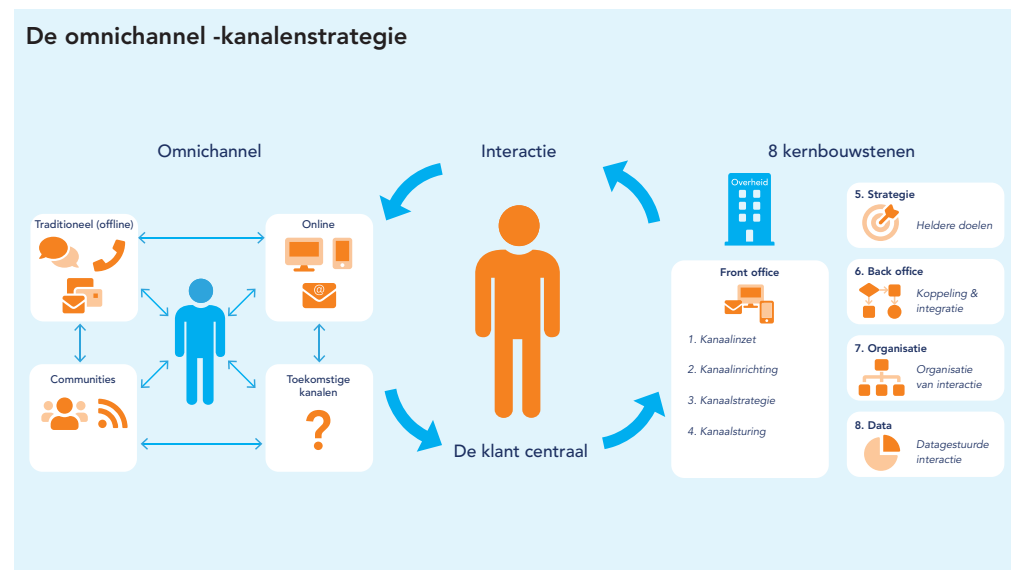 De omnichannel -kanalenstrategie
Omnichannel
Interactie
8 kernbouwstenen
Traditioneel (offline)
Online
@
Communities
Toekomstige
kanalen
?
De klant centraal
Overheid
Front office
1. Kanaalinzet
2. Kanaalinrichting
3. Kanaalstrategie
4. Kanaalsturing
5. Strategie
Heldere doelen
6. Back office
Koppeling &
integratie
7. Organisatie
Organisatie
van interactie
8. Data
Datagestuurde
interactie